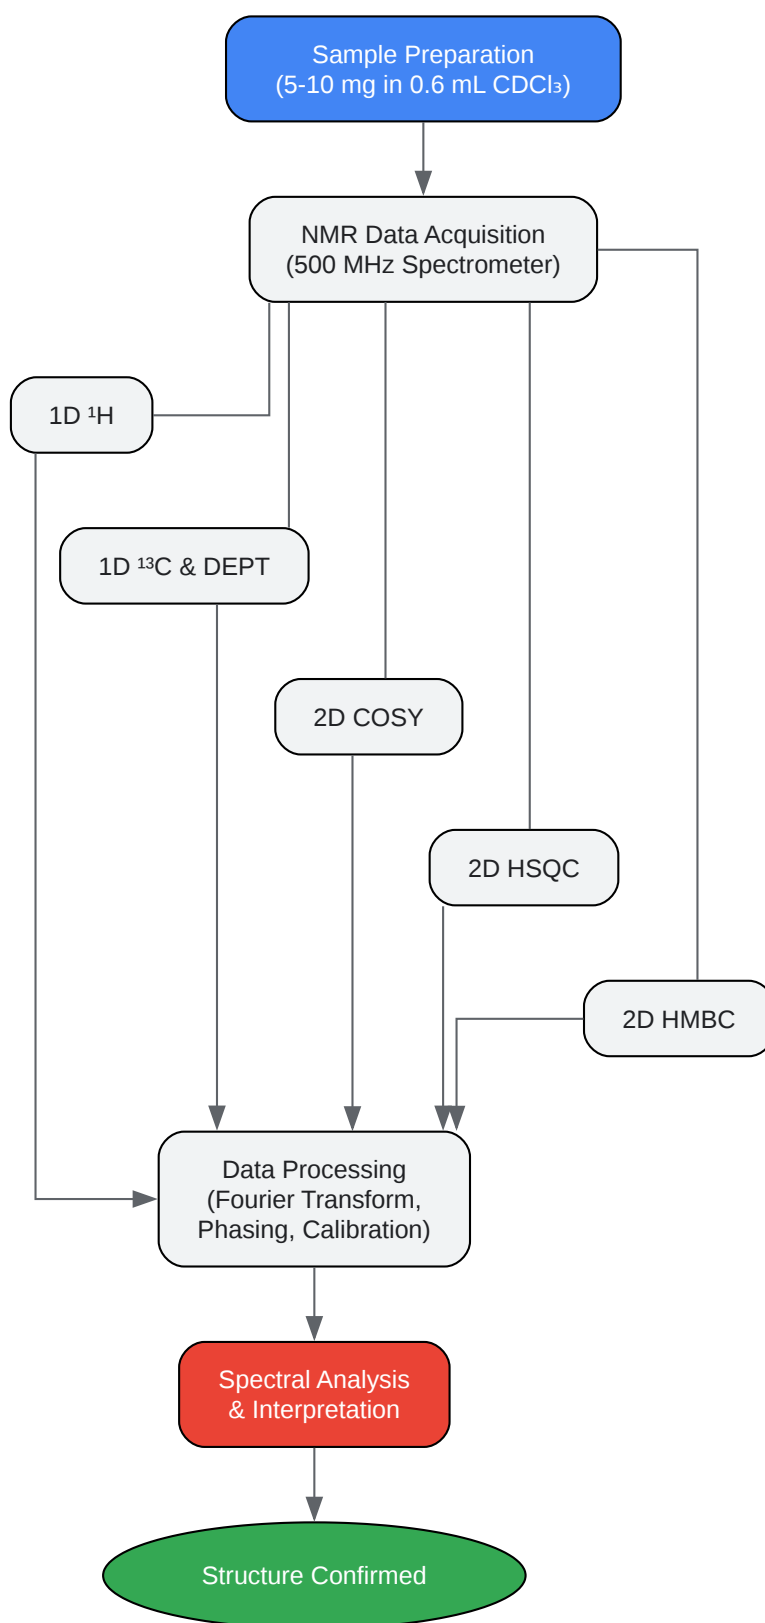 Sample Preparation
(5-10 mg in 0.6 mL CDCl₃)
NMR Data Acquisition
(500 MHz Spectrometer)
1D ¹H
1D ¹³C & DEPT
2D COSY
2D HSQC
2D HMBC
Data Processing
(Fourier Transform,
Phasing, Calibration)
Spectral Analysis
& Interpretation
Structure Confirmed